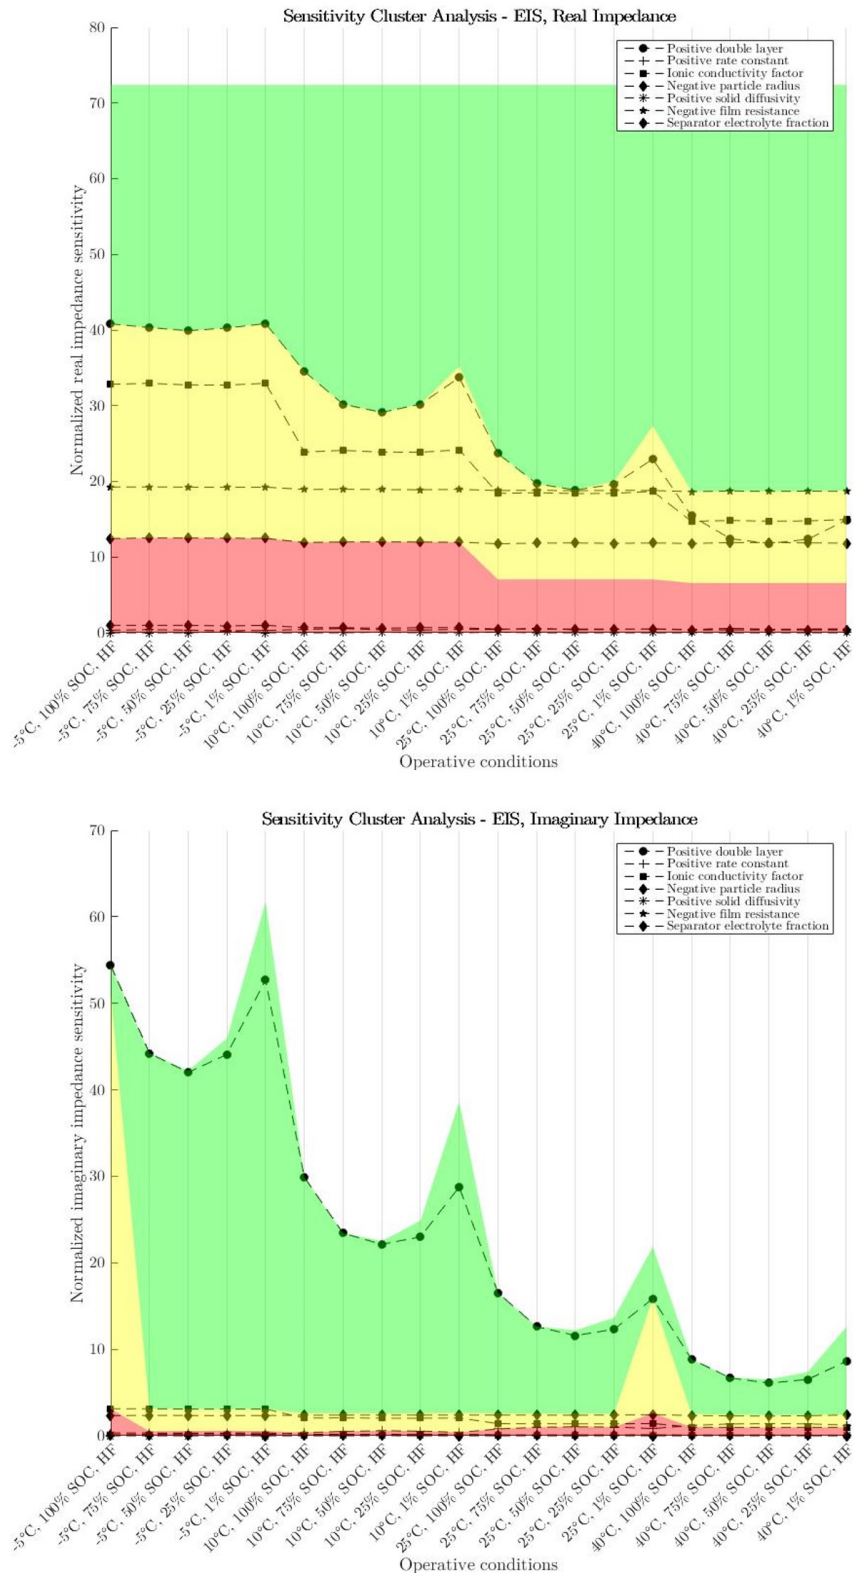 Sensitivity Cluster Analysis - EIS, Real Impedance
80
70
60
50
40
30
20
10
0
Normalized real impedance sensitivity
Positive double layer
Positive rate constant
Ionic conductivity factor
Negative particle radius
Positive solid diffusivity
Negative film resistance
Separator electrolyte fraction
-5°C, 100% SOC, HF
-5°C, 75% SOC, HF
-5°C, 50% SOC, HF
-5°C, 25% SOC, HF
-5°C, 1% SOC, HF
10°C, 100% SOC, HF
10°C, 75% SOC, HF
10°C, 50% SOC, HF
10°C, 25% SOC, HF
10°C, 1% SOC, HF
25°C, 100% SOC, HF
25°C, 75% SOC, HF
25°C, 50% SOC, HF
25°C, 25% SOC, HF
25°C, 1% SOC, HF
40°C, 100% SOC, HF
40°C, 75% SOC, HF
40°C, 50% SOC, HF
40°C, 25% SOC, HF
40°C, 1% SOC, HF
Operative conditions
Sensitivity Cluster Analysis - EIS, Imaginary Impedance
70
60
50
40
30
20
10
0
Normalized imaginary impedance sensitivity
Positive double layer
Positive rate constant
Ionic conductivity factor
Negative particle radius
Positive solid diffusivity
Negative film resistance
Separator electrolyte fraction
-5°C, 100% SOC, HF
-5°C, 75% SOC, HF
-5°C, 50% SOC, HF
-5°C, 25% SOC, HF
-5°C, 1% SOC, HF
10°C, 100% SOC, HF
10°C, 75% SOC, HF
10°C, 50% SOC, HF
10°C, 25% SOC, HF
10°C, 1% SOC, HF
25°C, 100% SOC, HF
25°C, 75% SOC, HF
25°C, 50% SOC, HF
25°C, 25% SOC, HF
25°C, 1% SOC, HF
40°C, 100% SOC, HF
40°C, 75% SOC, HF
40°C, 50% SOC, HF
40°C, 25% SOC, HF
40°C, 1% SOC, HF
Operative conditions